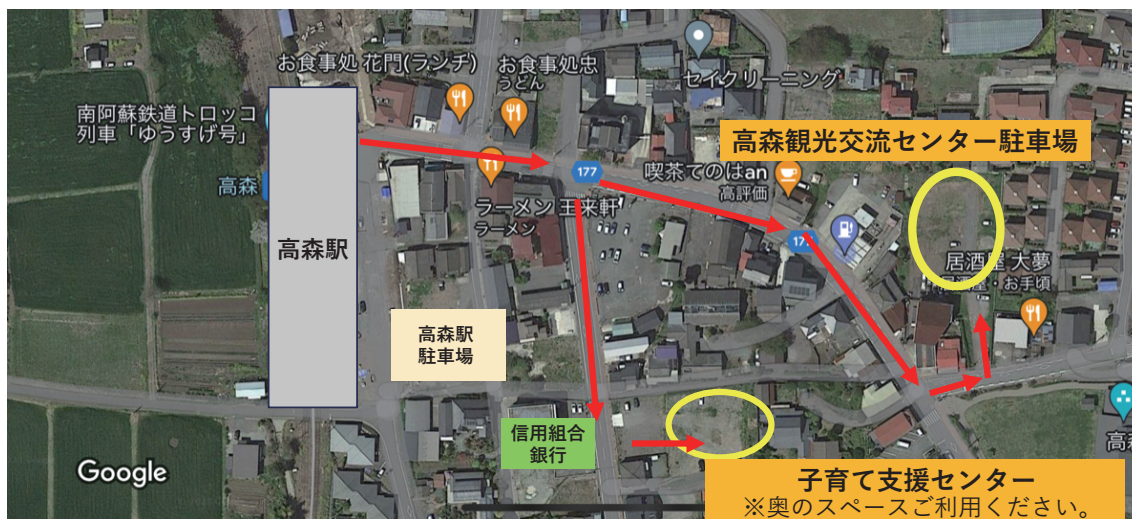 お食事処 花門(ランチ)
お食事処忠
うどん
セイクリーニング
南阿蘇鉄道トロッコ
列車「ゆうすげ号」
高森観光交流センター駐車場
高森
177
喫茶てのはan
高評価
ラーメン 王来軒
ラーメン
高森駅
居酒屋 大夢
お手頃
高森駅
駐車場
信用組合
銀行
Google
子育て支援センター
※奥のスペースご利用ください。